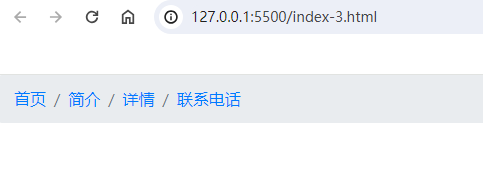 127.0.0.1:5500/index-3.html
首页 / 简介 / 详情 / 联系电话